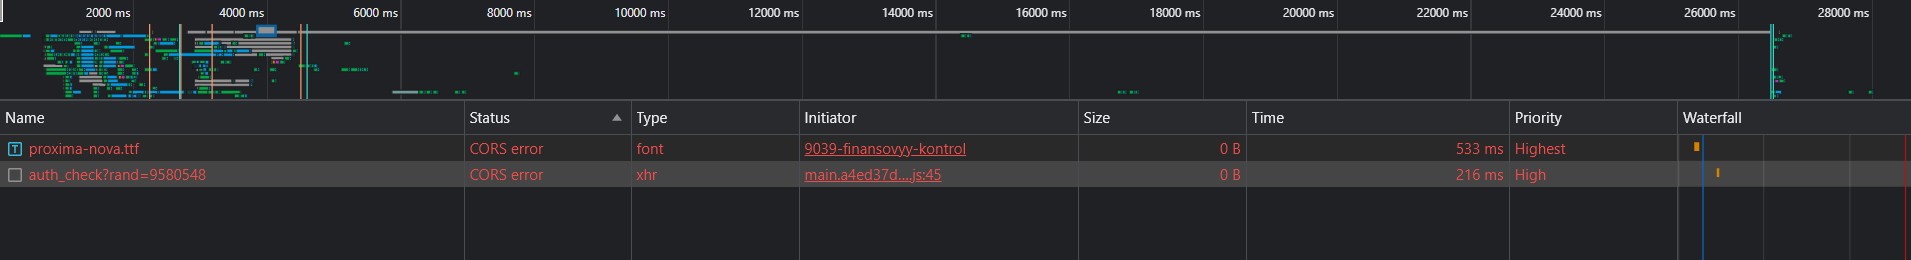 2000 ms 4000 ms 6000 ms 8000 ms 10000 ms 12000 ms 14000 ms 16000 ms 18000 ms 20000 ms 22000 ms 24000 ms 26000 ms 28000 ms
Name Status Type Initiator Size Time Priority Waterfall
proxima-nova.ttf CORS error font 9039-finansovyy-kontrol 0 B 533 ms Highest
auth_check?rand=9580548 CORS error xhr main.a4ed37d....js:45 0 B 216 ms High